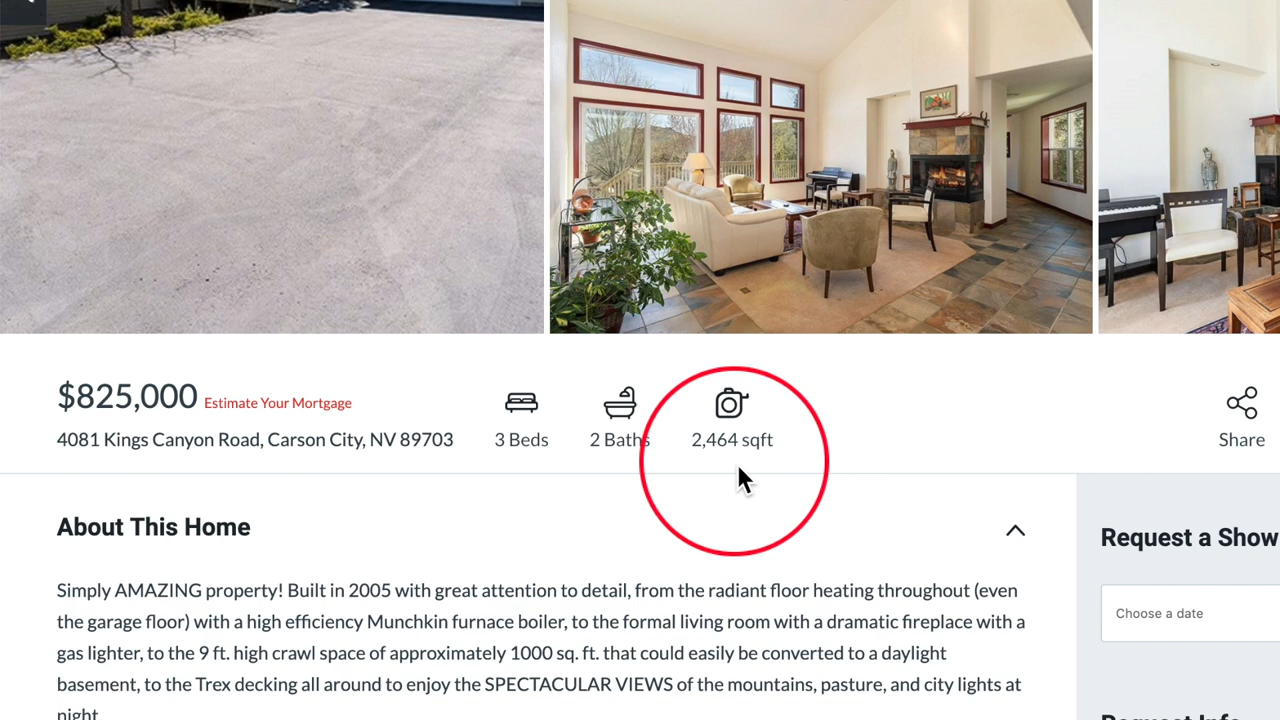 $825,000 Estimate Your Mortgage
4081 Kings Canyon Road, Carson City, NV 89703
3 Beds
2 Baths
2,464 sqft
Share
About This Home
Simply AMAZING property! Built in 2005 with great attention to detail, from the radiant floor heating throughout (even
the garage floor) with a high efficiency Munchkin furnace boiler, to the formal living room with a dramatic fireplace with a
gas lighter, to the 9 ft. high crawl space of approximately 1000 sq. ft. that could easily be converted to a daylight
basement, to the Trex decking all around to enjoy the SPECTACULAR VIEWS of the mountains, pasture, and city lights at
night.
Request a Show
Choose a date
Request Info